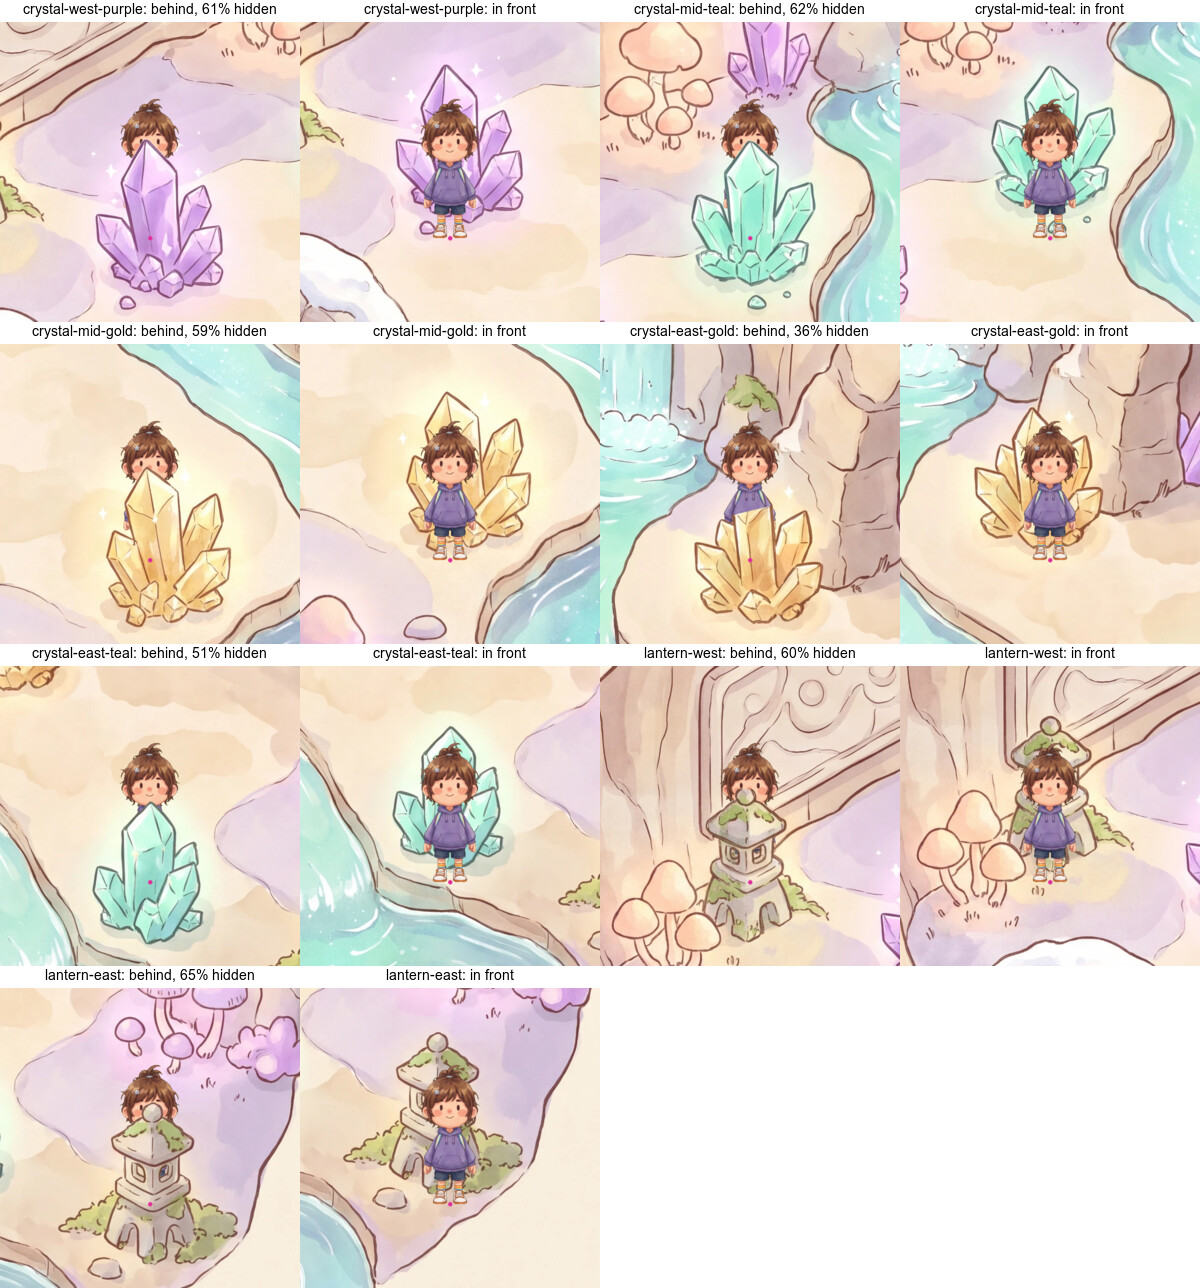 crystal-west-purple: behind, 61% hidden
crystal-west-purple: in front
crystal-mid-teal: behind, 62% hidden
crystal-mid-teal: in front
crystal-mid-gold: behind, 59% hidden
crystal-mid-gold: in front
crystal-east-gold: behind, 36% hidden
crystal-east-gold: in front
crystal-east-teal: behind, 51% hidden
crystal-east-teal: in front
lantern-west: behind, 60% hidden
lantern-west: in front
lantern-east: behind, 65% hidden
lantern-east: in front